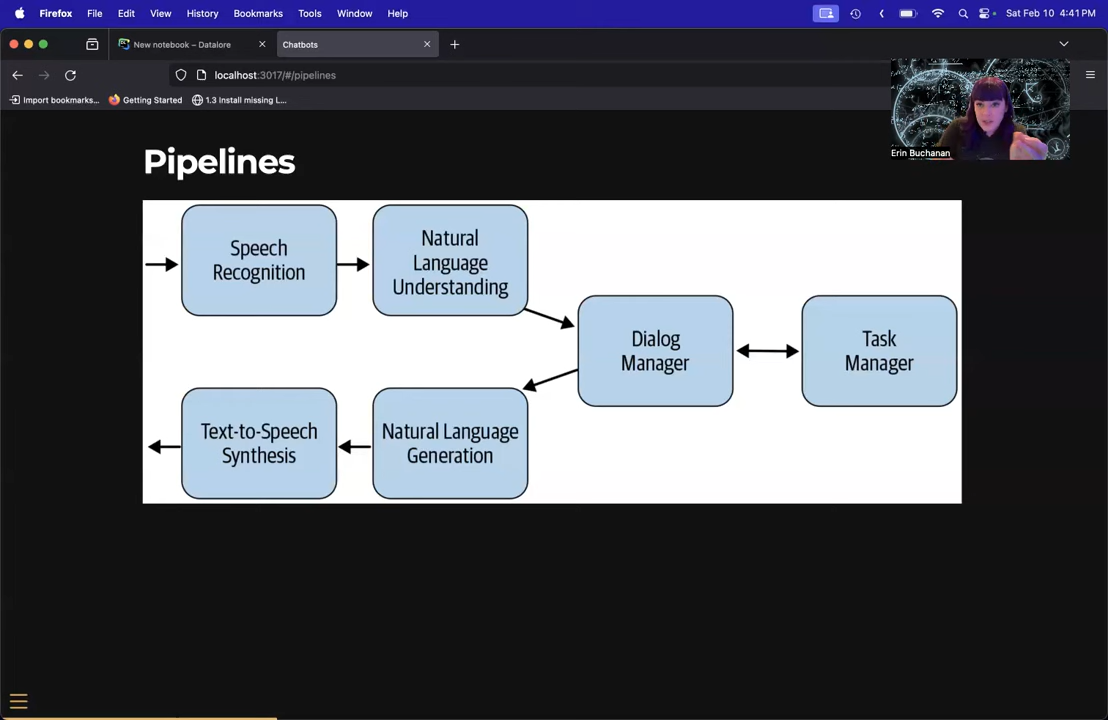 Firefox File Edit View History Bookmarks Tools Window Help Sat Feb 10 4:41 PM
New notebook – Datalore Chatbots
localhost:3017/#/pipelines
Import bookmarks... Getting Started 1.3 Install missing L...
Erin Buchanan
Pipelines
Speech
Recognition
Natural
Language
Understanding
Dialog
Manager
Task
Manager
Text-to-Speech
Synthesis
Natural Language
Generation